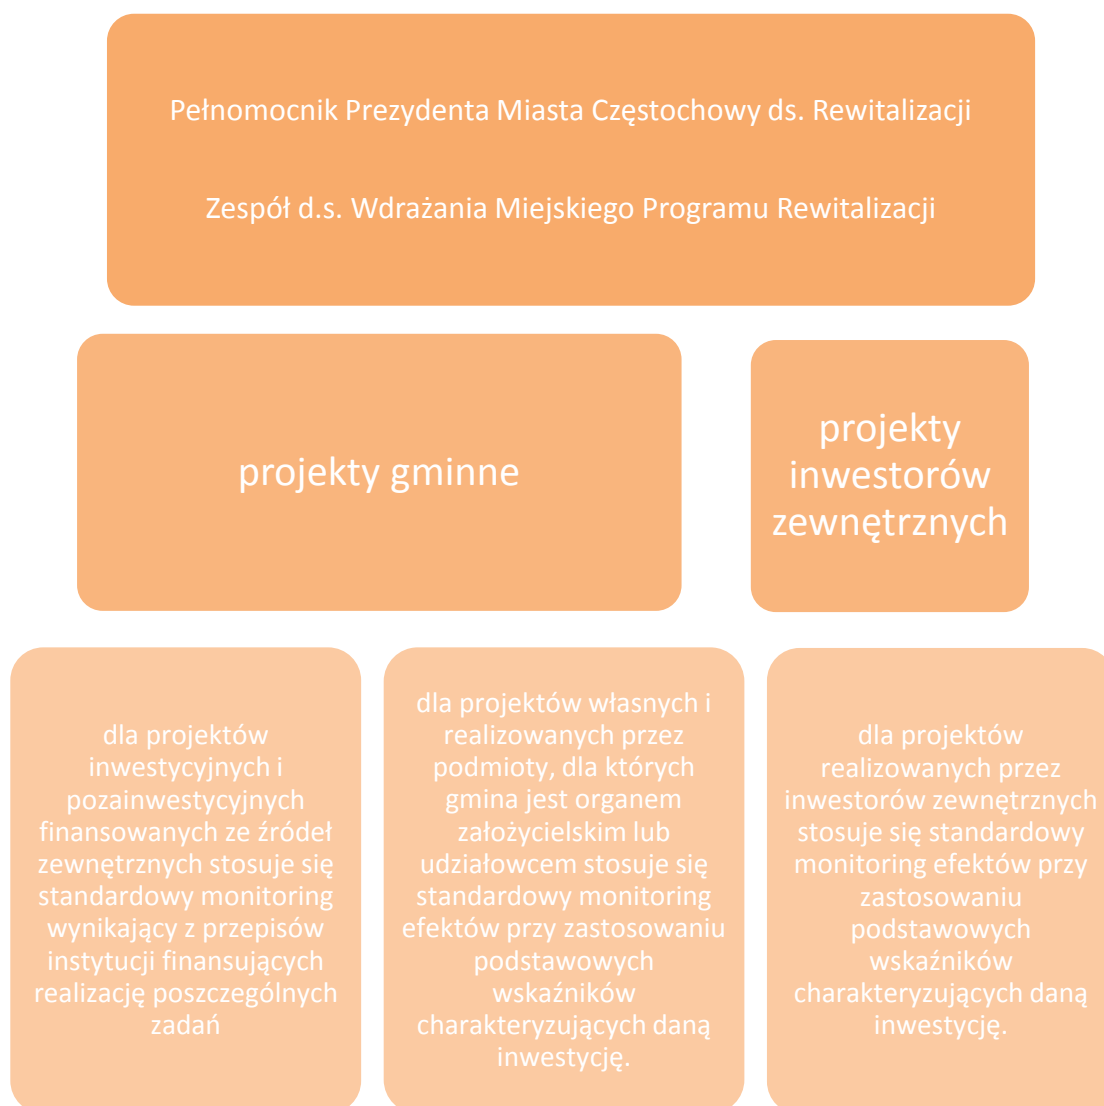 Pełnomocnik Prezydenta Miasta Częstochowy ds. Rewitalizacji
Zespół d.s. Wdrażania Miejskiego Programu Rewitalizacji
projekty gminne
projekty
inwestorów
zewnętrznych
dla projektów
inwestycyjnych i
pozainwestycyjnych
finansowanych ze źródeł
zewnętrznych stosuje się
standardowy monitoring
wynikający z przepisów
instytucji finansujących
realizację poszczególnych
zadań
dla projektów własnych i
realizowanych przez
podmioty, dla których
gmina jest organem
założycielskim lub
udziałowcem stosuje się
standardowy monitoring
efektów przy zastosowaniu
podstawowych
wskaźników
charakteryzujących daną
inwestycję.
dla projektów
realizowanych przez
inwestorów zewnętrznych
stosuje się standardowy
monitoring efektów przy
zastosowaniu
podstawowych
wskaźników
charakteryzujących daną
inwestycję.